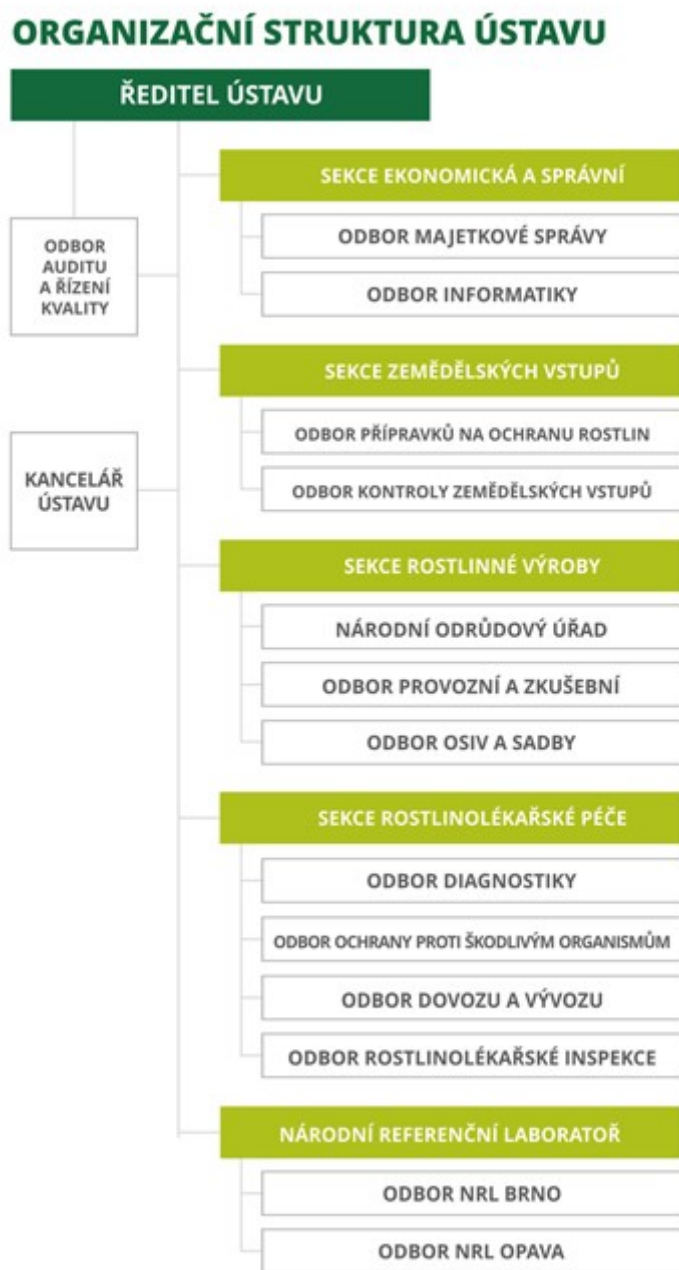 ORGANIZAČNÍ STRUKTURA ÚSTAVU
ŘEDITEL ÚSTAVU
ODBOR
AUDITU
A ŘÍZENÍ
KVALITY
KANCELÁŘ
ÚSTAVU
SEKCE EKONOMICKÁ A SPRÁVNÍ
ODBOR MAJETKOVÉ SPRÁVY
ODBOR INFORMATIKY
SEKCE ZEMĚDĚLSKÝCH VSTUPŮ
ODBOR PŘÍPRAVKŮ NA OCHRANU ROSTLIN
ODBOR KONTROLY ZEMĚDĚLSKÝCH VSTUPŮ
SEKCE ROSTLINNÉ VÝROBY
NÁRODNÍ ODRŮDOVÝ ÚŘAD
ODBOR PROVOZNÍ A ZKUŠEBNÍ
ODBOR OSIV A SADBY
SEKCE ROSTLINOLÉKAŘSKÉ PÉČE
ODBOR DIAGNOSTIKY
ODBOR OCHRANY PROTI ŠKODLIVÝM ORGANISMŮM
ODBOR DOVOZU A VÝVOZU
ODBOR ROSTLINOLÉKAŘSKÉ INSPEKCE
NÁRODNÍ REFERENČNÍ LABORATOŘ
ODBOR NRL BRNO
ODBOR NRL OPAVA